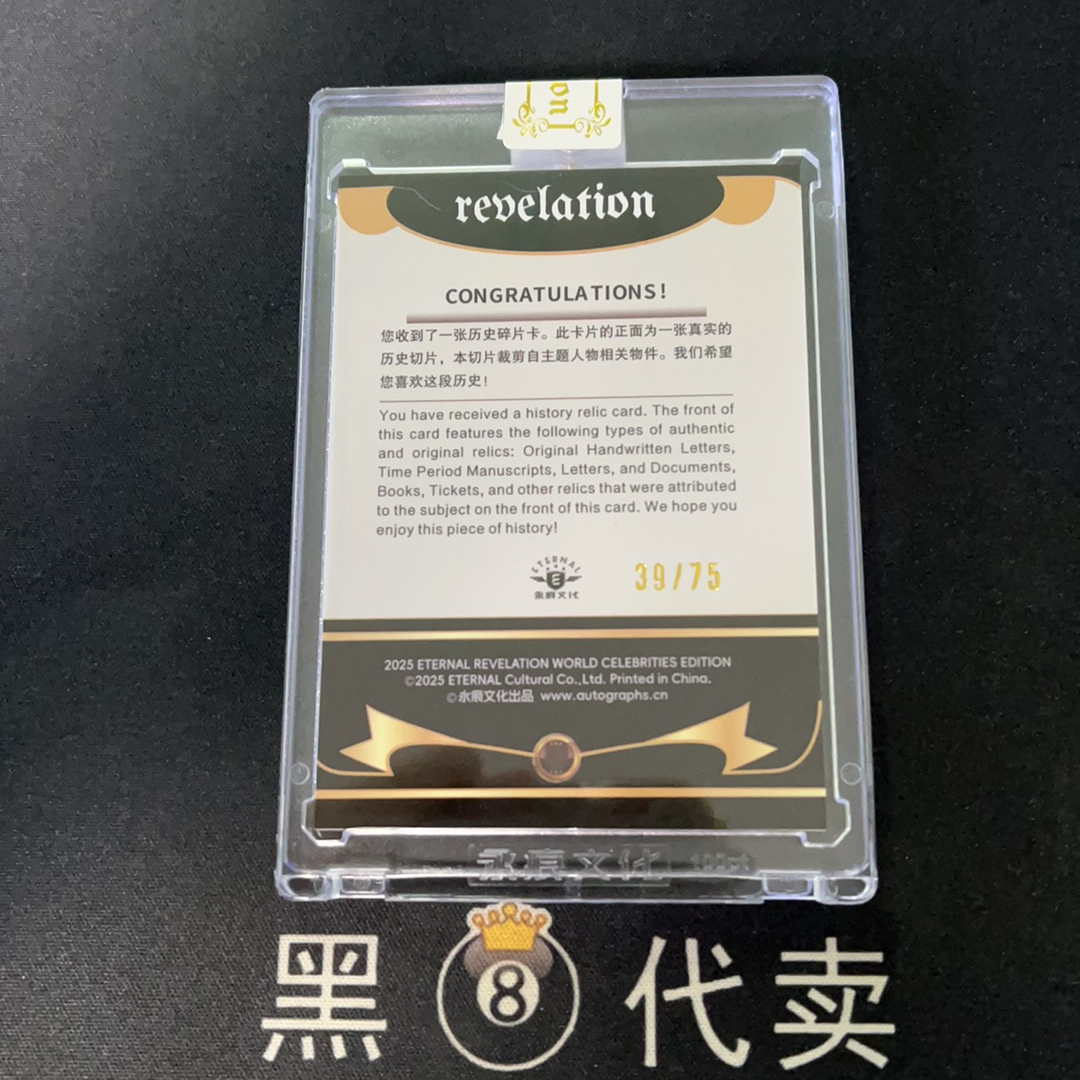 on
revelation
CONGRATULATIONS!
您收到了一张历史碎片卡。此卡片的正面为一张真实的
历史切片，本切片裁剪自主题人物相关物件。我们希望
您喜欢这段历史！
You have received a history relic card. The front of
this card features the following types of authentic
and original relics: Original Handwritten Letters,
Time Period Manuscripts, Letters, and Documents,
Books, Tickets, and other relics that were attributed
to the subject on the front of this card. We hope you
enjoy this piece of history!
ETERNAL
E
永痕文化
39/75
2025 ETERNAL REVELATION WORLD CELEBRITIES EDITION
©2025 ETERNAL Cultural Co.,Ltd. Printed in China.
©永痕文化出品 www.autographs.cn
永痕文化
黑 8 代卖